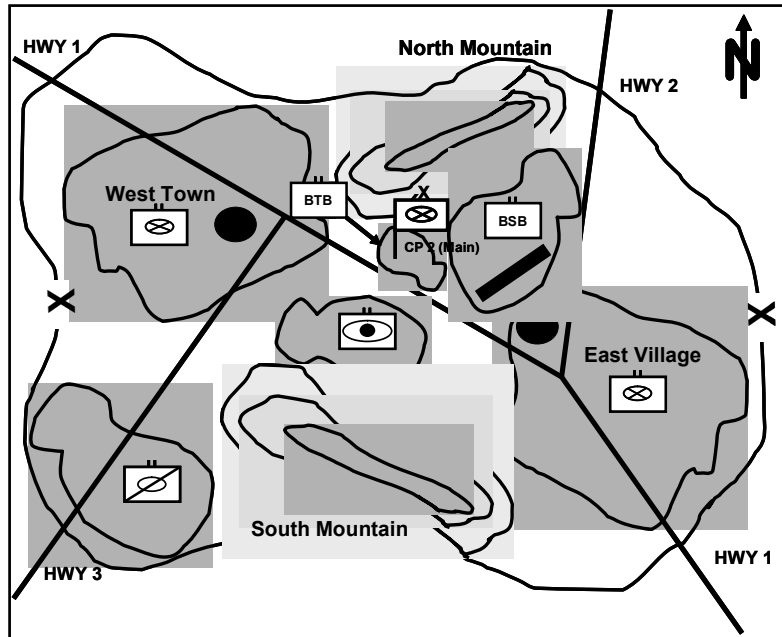 HWY 1
North Mountain
N
HWY 2
West Town
BTB
X
BSB
CP 2 (Main)
X
X
East Village
South Mountain
HWY 3
HWY 1